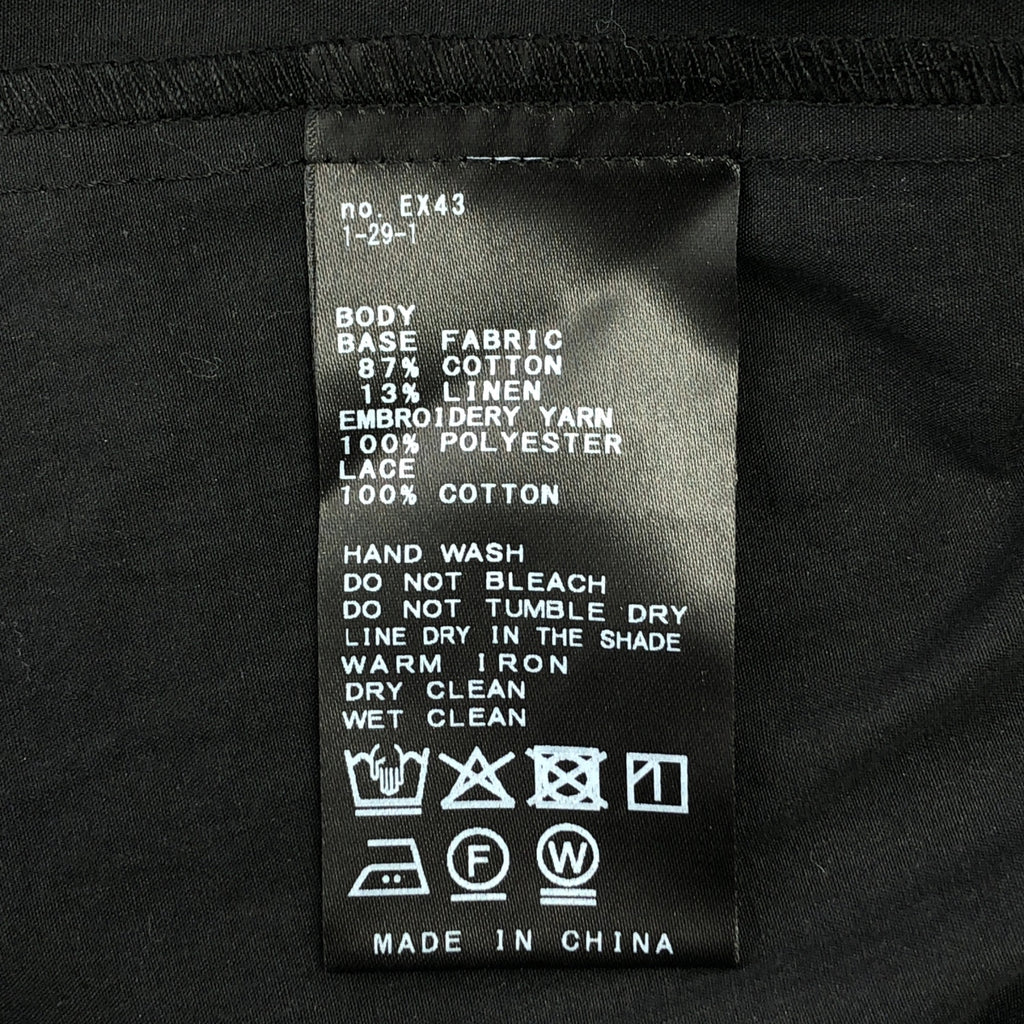 no. EX43
1-29-1
BODY
BASE FABRIC
87% COTTON
13% LINEN
EMBROIDERY YARN
100% POLYESTER
LACE
100% COTTON
HAND WASH
DO NOT BLEACH
DO NOT TUMBLE DRY
LINE DRY IN THE SHADE
WARM IRON
DRY CLEAN
WET CLEAN
F W
MADE IN CHINA